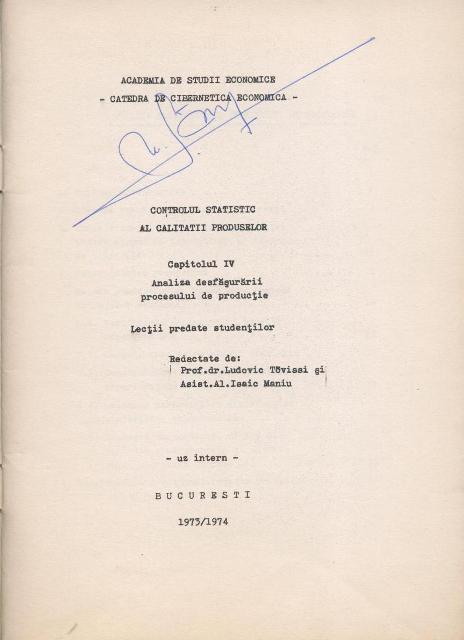 ACADEMIA DE STUDII ECONOMICE
- CATEDRA DE CIBERNETICA ECONOMICA -
CONTROLUL STATISTIC
AL CALITATII PRODUSELOR
Capitolul IV
Analiza desfăşurării
procesului de producţie
Lecţii predate studenţilor
Redactate de:
Prof.dr.Ludovic Tövissi şi
Asist.Al.Isaic Maniu
- uz intern -
B U C U R E S T I
1973/1974